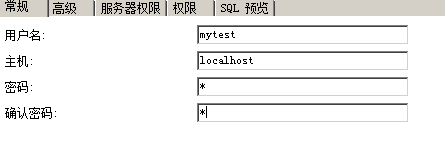 常规 高级 服务器权限 权限 SQL 预览
用户名: mytest
主机: localhost
密码: *
确认密码: *